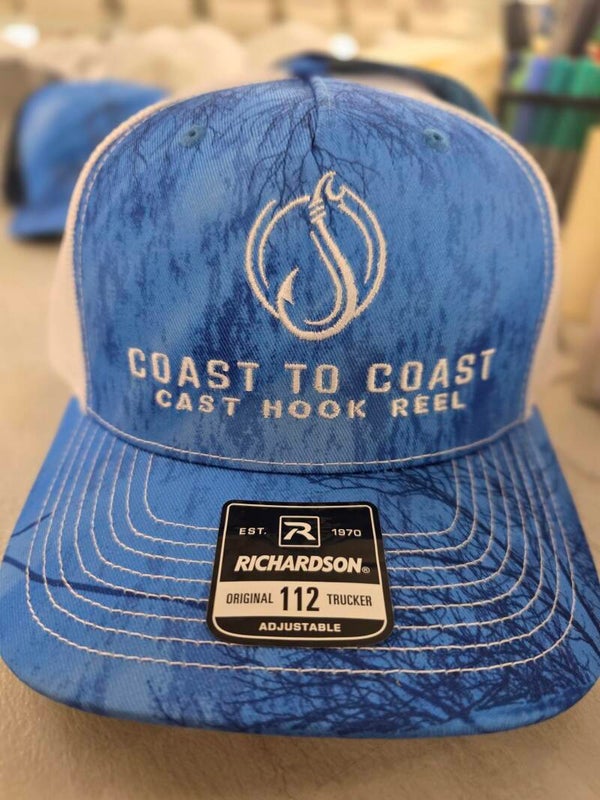 COAST TO COAST
CAST HOOK REEL
EST. R 1970
RICHARDSON®
ORIGINAL 112 TRUCKER
ADJUSTABLE